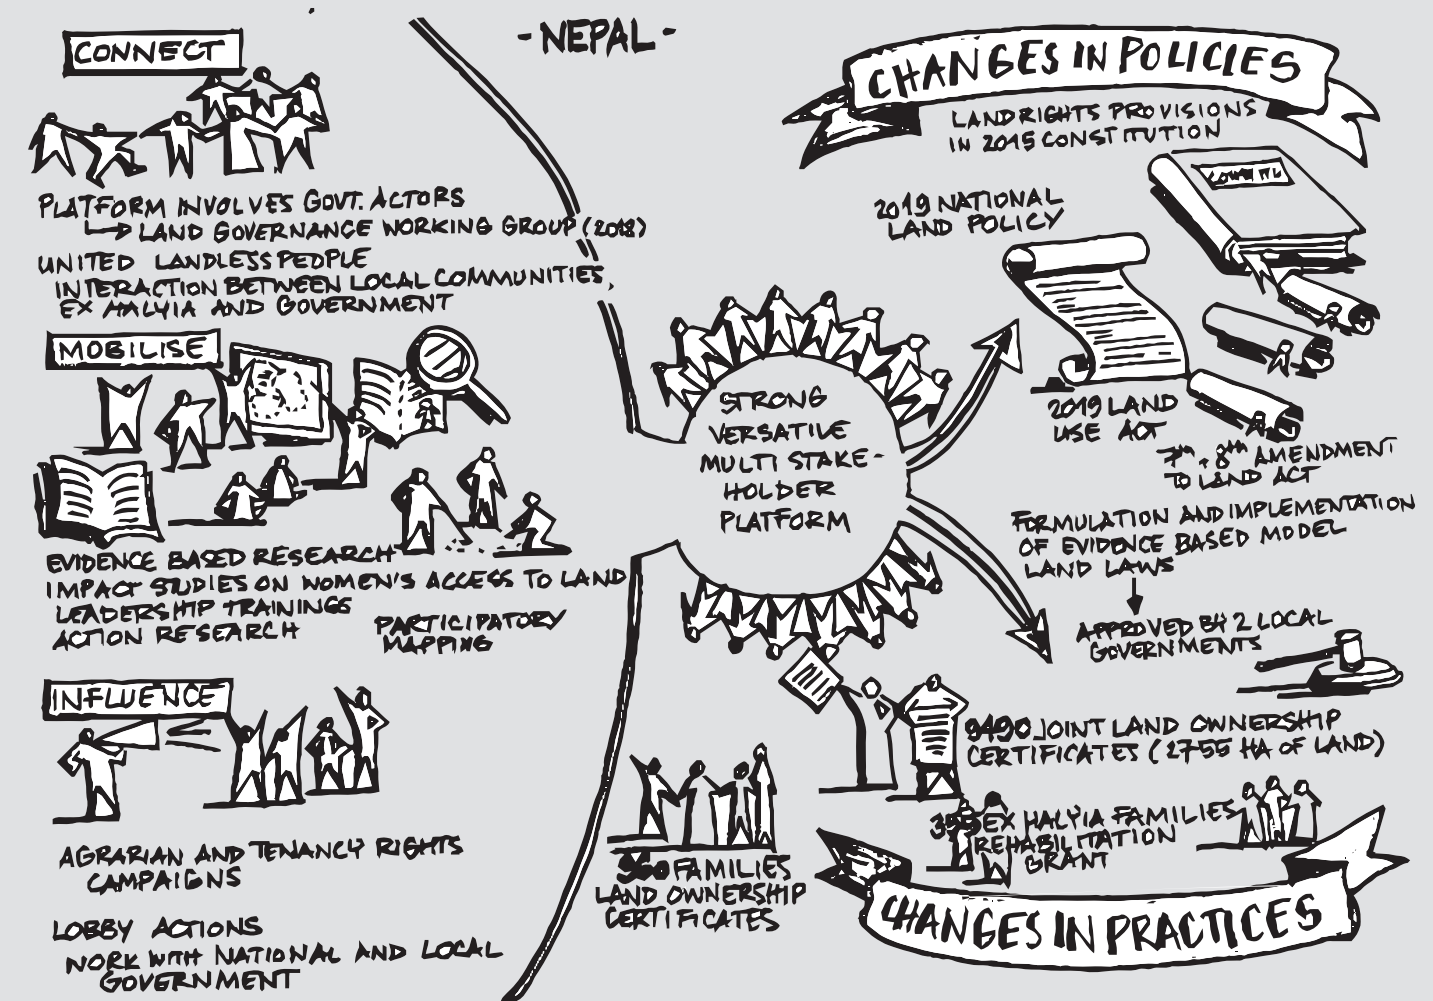 - NEPAL -
CONNECT
PLATFORM INVOLVES GOVT. ACTORS
LAND GOVERNANCE WORKING GROUP (2018)
UNITED LANDLESS PEOPLE
INTERACTION BETWEEN LOCAL COMMUNITIES,
EX HALYIA AND GOVERNMENT
MOBILISE
EVIDENCE BASED RESEARCH
IMPACT STUDIES ON WOMEN'S ACCESS TO LAND
LEADERSHIP TRAININGS
ACTION RESEARCH
PARTICIPATORY
MAPPING
INFLUENCE
AGRARIAN AND TENANCY RIGHTS
CAMPAIGNS
LOBBY ACTIONS
WORK WITH NATIONAL AND LOCAL
GOVERNMENT
STRONG
VERSATILE
MULTI STAKE-
HOLDER
PLATFORM
CHANGES IN POLICIES
LAND RIGHTS PROVISIONS
IN 2015 CONSTITUTION
2019 NATIONAL
LAND POLICY
2019 LAND
USE ACT
7th, 8th AMENDMENT
TO LAND ACT
FORMULATION AND IMPLEMENTATION
OF EVIDENCE BASED MODEL
LAND LAWS
APPROVED BY 2 LOCAL
GOVERNMENTS
9490 JOINT LAND OWNERSHIP
CERTIFICATES (2755 HA OF LAND)
EX HALYIA FAMILIES
REHABILITATION
GRANT
FAMILIES
LAND OWNERSHIP
CERTIFICATES
CHANGES IN PRACTICES